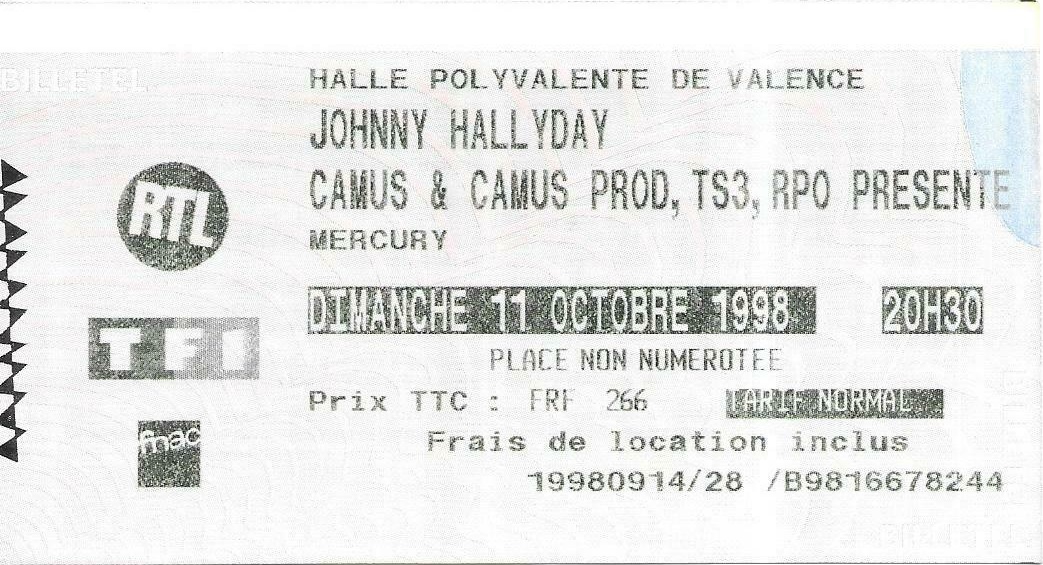 BILLETEL
HALLE POLYVALENTE DE VALENCE
JOHNNY HALLYDAY
CAMUS & CAMUS PROD, TS3, RPO PRESENTE
MERCURY
RTL
DIMANCHE 11 OCTOBRE 1998 20H30
TF1
PLACE NON NUMEROTEE
Prix TTC : FRF 266 TARIF NORMAL
fnac
Frais de location inclus
19980914/28 /B9816678244
BILLETEL